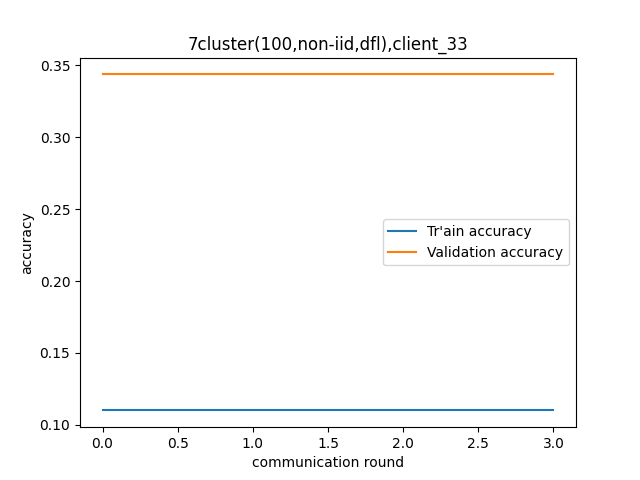 7cluster(100,non-iid,dfl),client_33
0.35
0.30
0.25
0.20
0.15
0.10
accuracy
Tr'ain accuracy
Validation accuracy
0.0 0.5 1.0 1.5 2.0 2.5 3.0
communication round